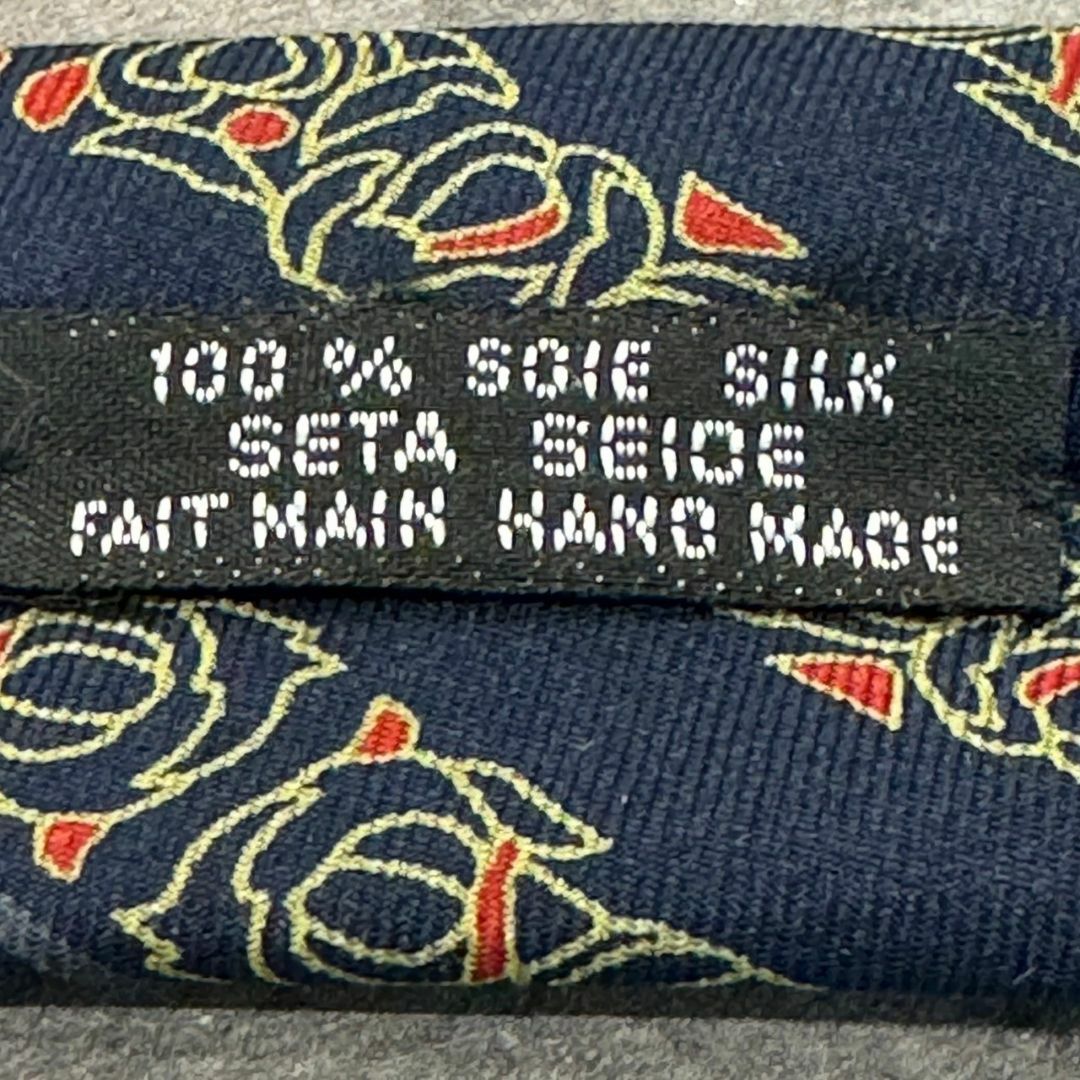 100 % SOIE SILK
SETA SEIDE
FAIT MAIN HAND MADE